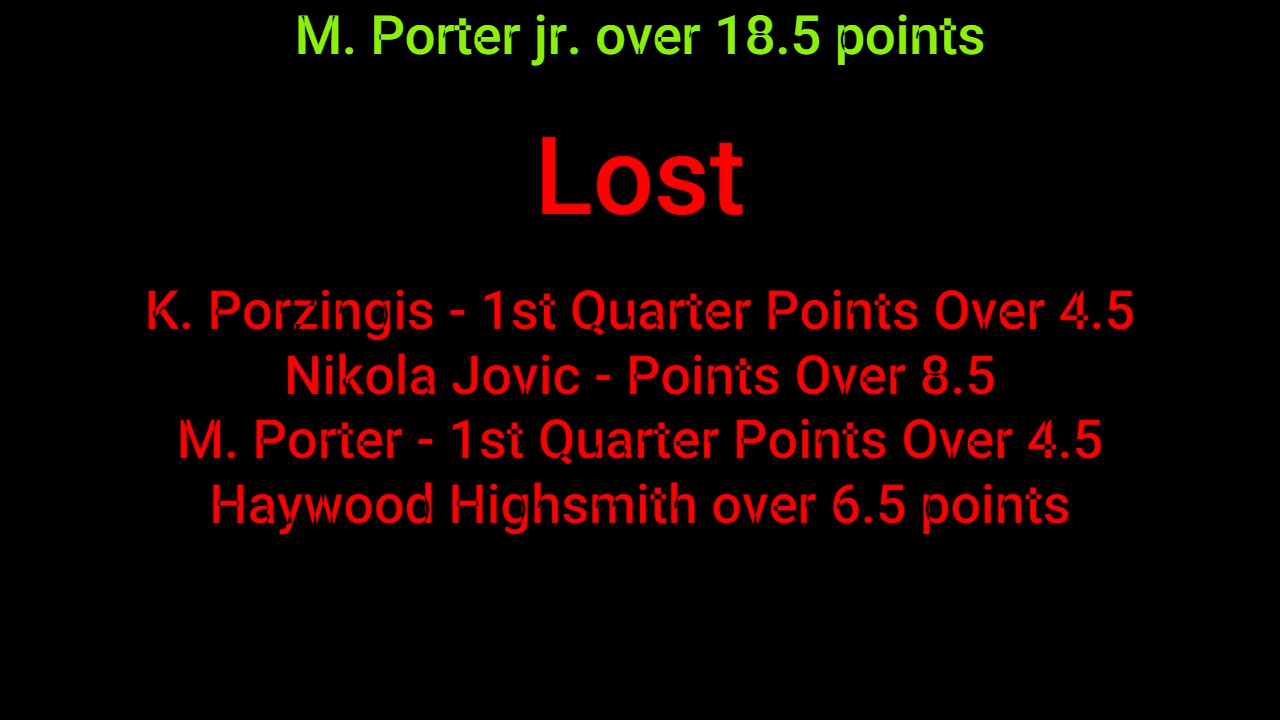 M. Porter jr. over 18.5 points
Lost
K. Porzingis - 1st Quarter Points Over 4.5
Nikola Jovic - Points Over 8.5
M. Porter - 1st Quarter Points Over 4.5
Haywood Highsmith over 6.5 points